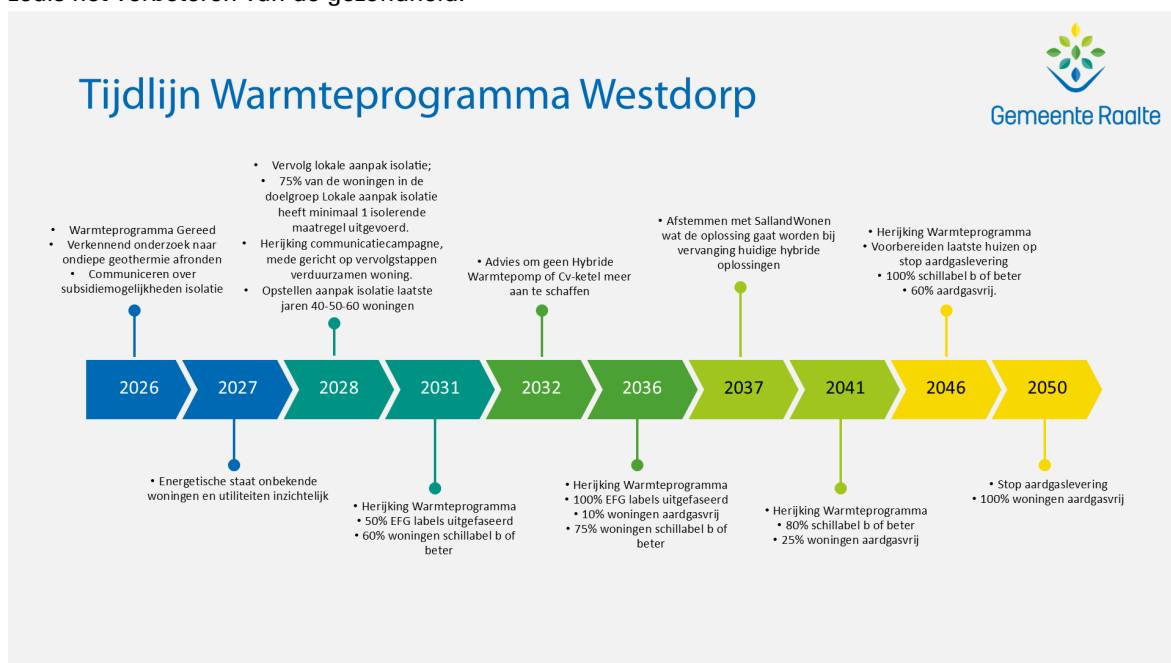 zoals het verbeteren van de gezondheid.
Tijdlijn Warmteprogramma Westdorp
Gemeente Raalte
• Warmteprogramma Gereed
• Verkennend onderzoek naar
ondiepe geothermie afronden
• Communiceren over
subsidiemogelijkheden isolatie
• Vervolg lokale aanpak isolatie;
• 75% van de woningen in de
doelgroep Lokale aanpak isolatie
heeft minimaal 1 isolerende
maatregel uitgevoerd.
• Herijking communicatiecampagne,
mede gericht op vervolgstappen
verduurzamen woning.
• Opstellen aanpak isolatie laatste
jaren 40-50-60 woningen
• Advies om geen Hybride
Warmtepomp of Cv-ketel meer
aan te schaffen
• Afstemmen met SallandWonen
wat de oplossing gaat worden bij
vervanging huidige hybride
oplossingen
• Herijking Warmteprogramma
• Voorbereiden laatste huizen op
stop aardgaslevering
• 100% schillabel b of beter
• 60% aardgasvrij.
2026 2027 2028 2031 2032 2036 2037 2041 2046 2050
• Energetische staat onbekende
woningen en utiliteiten inzichtelijk
• Herijking Warmteprogramma
• 50% EFG labels uitgefaseerd
• 60% woningen schillabel b of
beter
• Herijking Warmteprogramma
• 100% EFG labels uitgefaseerd
• 10% woningen aardgasvrij
• 75% woningen schillabel b of
beter
• Herijking Warmteprogramma
• 80% schillabel b of beter
• 25% woningen aardgasvrij
• Stop aardgaslevering
• 100% woningen aardgasvrij